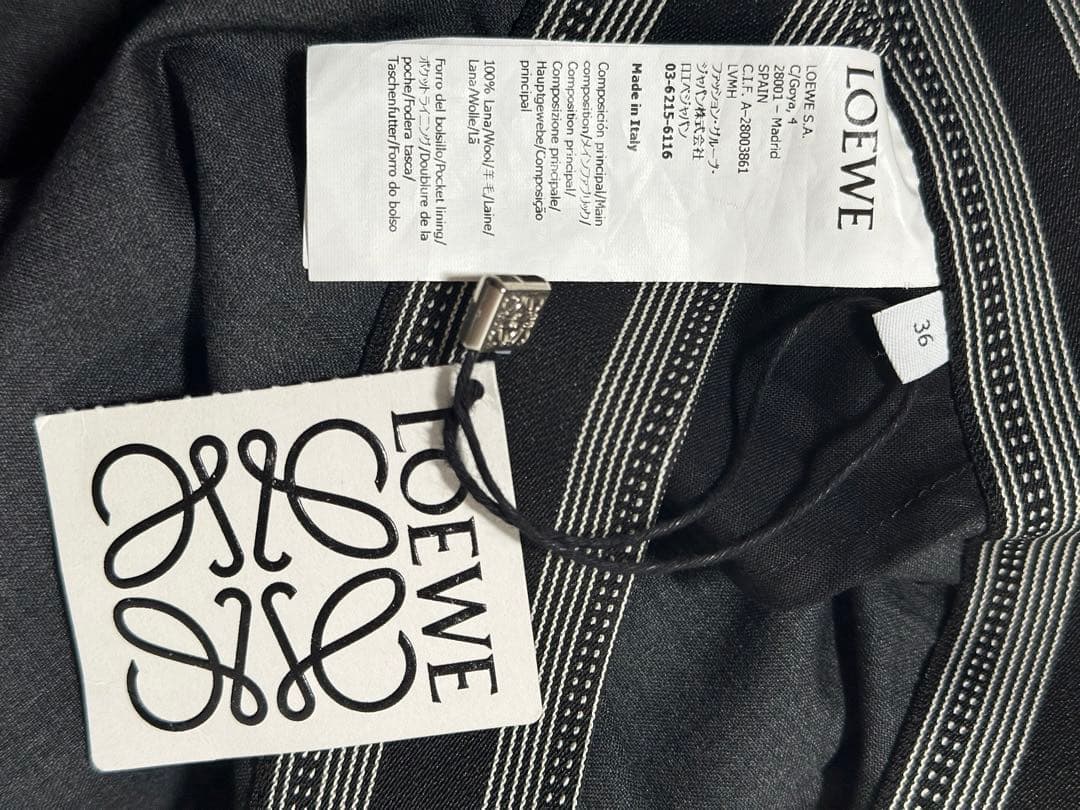 LOEWE
LOEWE S.A.
C/Goya, 4
28001 – Madrid
SPAIN
C.I.F. A-28003861
LVMH
ファッション・グループ・
ジャパン株式会社
ロエベジャパン
03-6215-6116
Made in Italy
Composición principal/Main
composition/メインファブリック/
Composition principal/
Composizione principale/
Hauptgewebe/Composição
principal
100% Lana/Wool/羊毛/Laine/
Lana/Wolle/Lã
Forro del bolsillo/Pocket lining/
ポケットライニング/Doublure de la
poche/Fodera tasca/
Taschenfutter/Forro do bolso
36
LOEWE